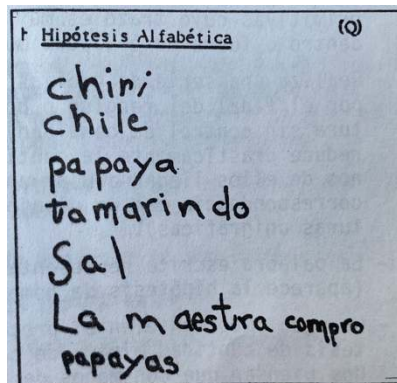 Hipótesis Alfabética (Q)
chiri
chile
papaya
tamarindo
Sal
La maestra compro
papayas